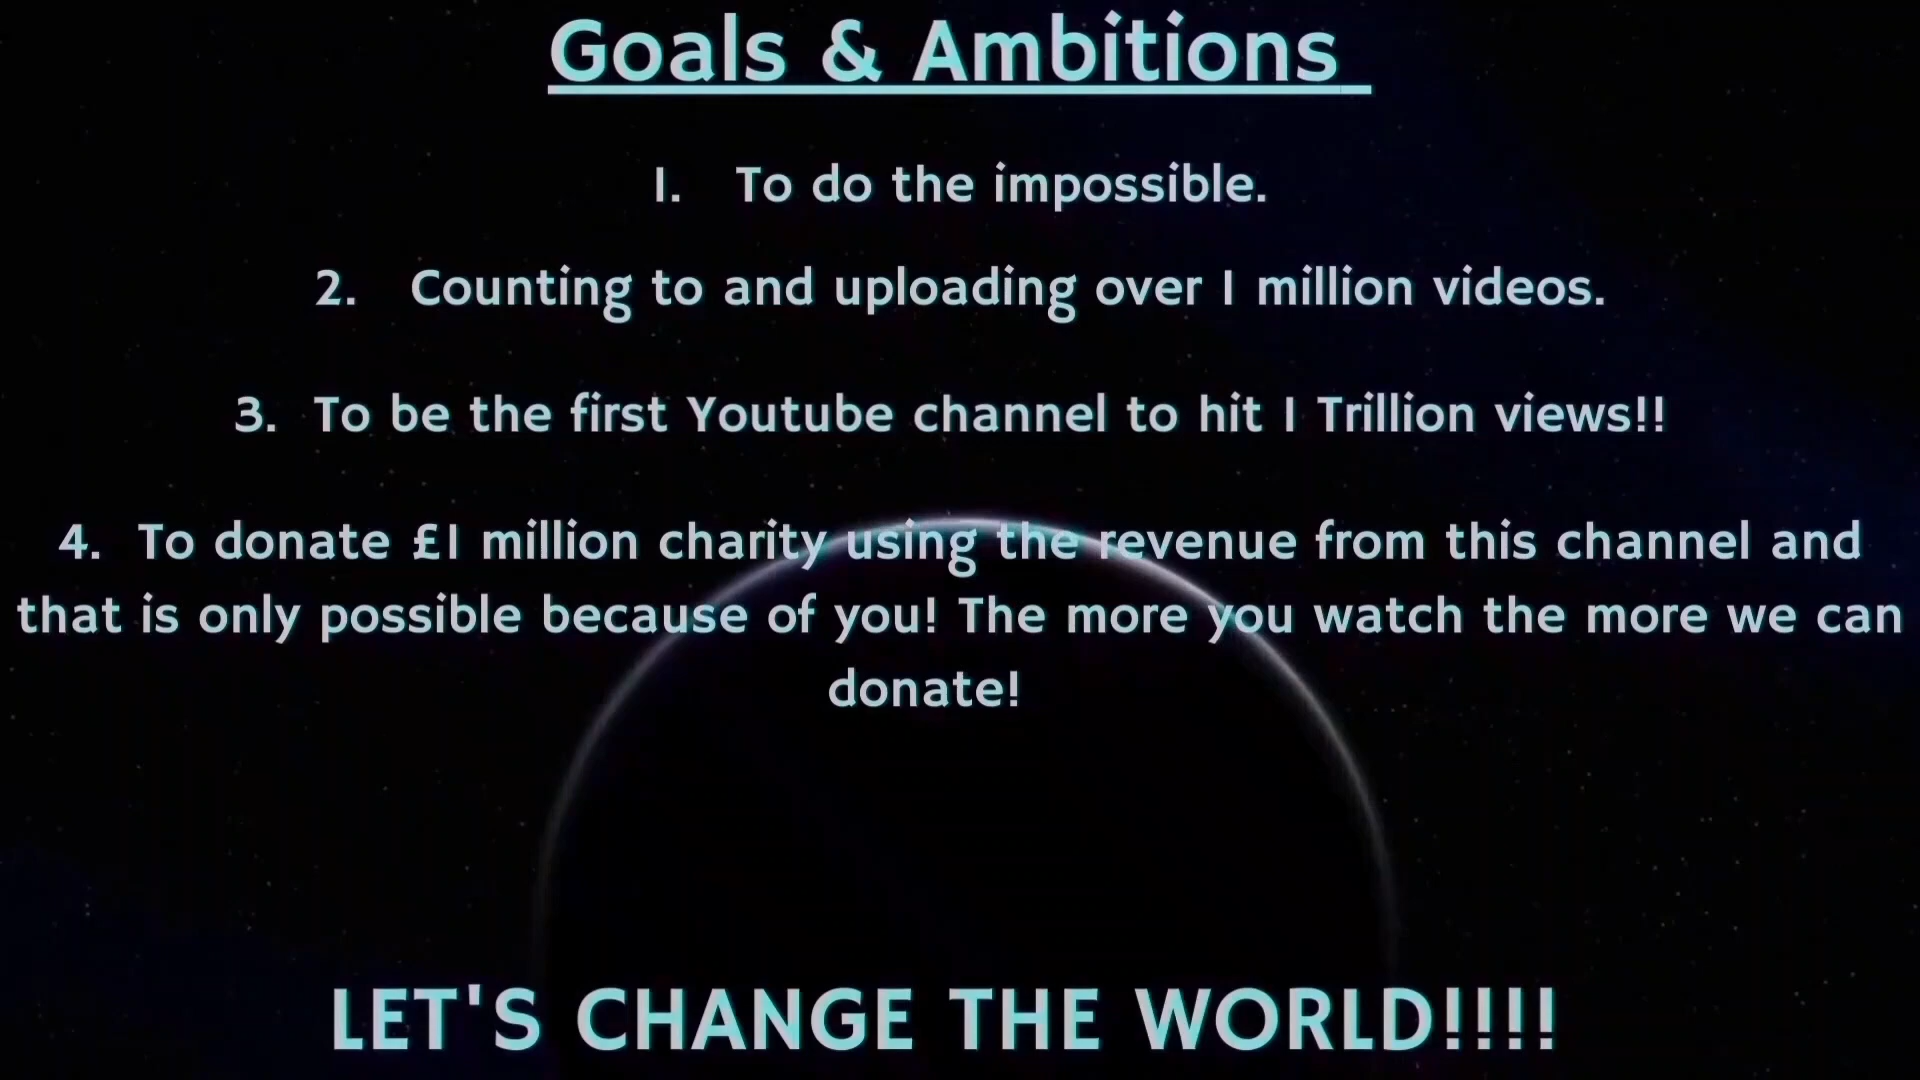 Goals & Ambitions
1. To do the impossible.
2. Counting to and uploading over 1 million videos.
3. To be the first Youtube channel to hit 1 Trillion views!!
4. To donate £1 million charity using the revenue from this channel and
that is only possible because of you! The more you watch the more we can
donate!
LET'S CHANGE THE WORLD!!!!